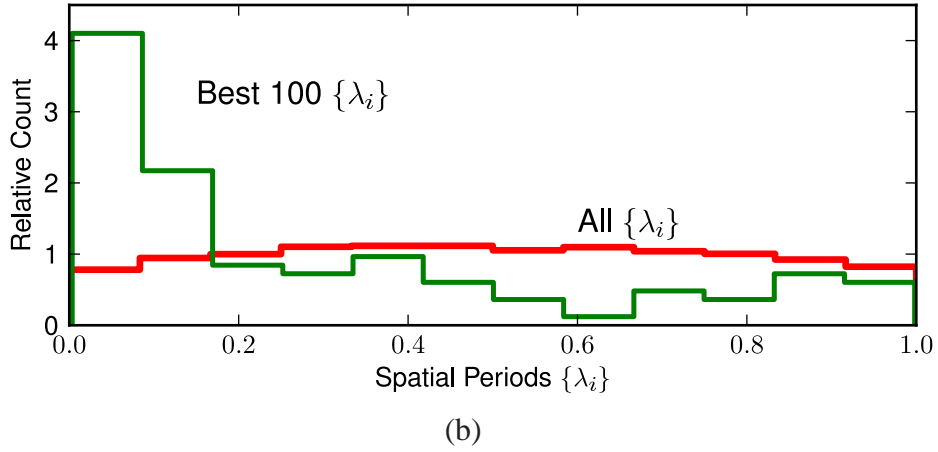 4
3
2
1
0
Relative Count
Best 100 {λ_i}
All {λ_i}
0.0 0.2 0.4 0.6 0.8 1.0
Spatial Periods {λ_i}
(b)